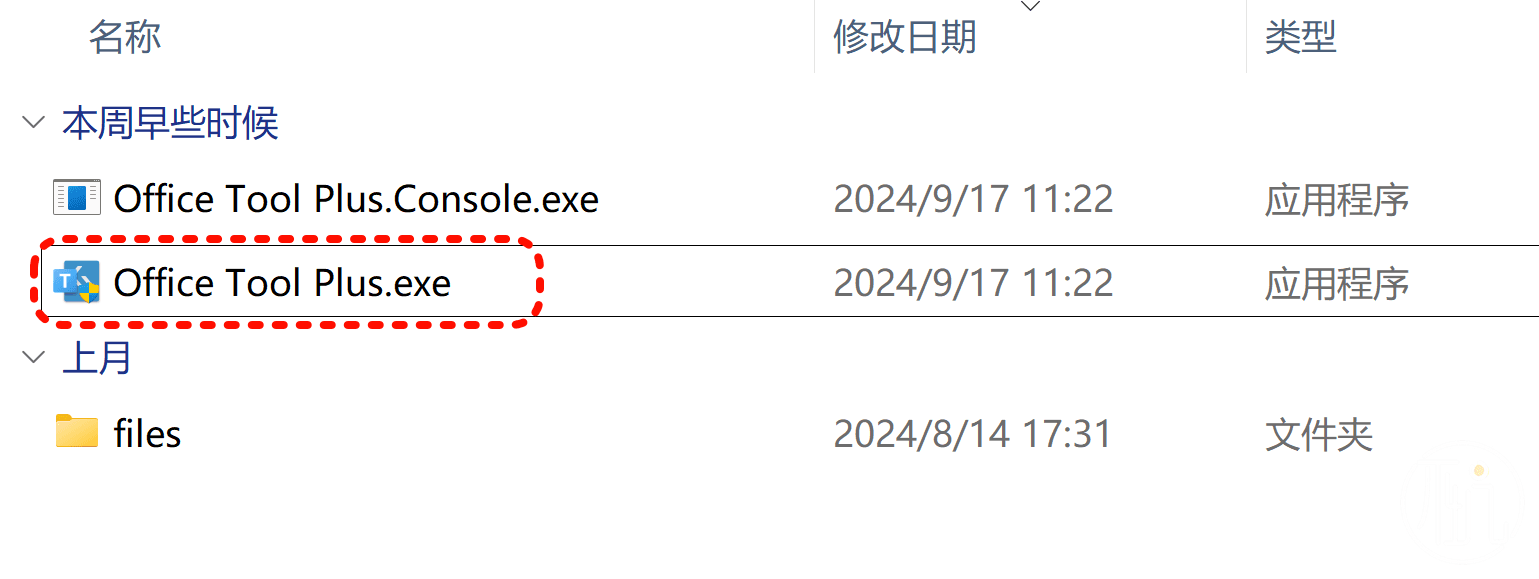 名称 修改日期 类型
本周早些时候
Office Tool Plus.Console.exe 2024/9/17 11:22 应用程序
Office Tool Plus.exe 2024/9/17 11:22 应用程序
上月
files 2024/8/14 17:31 文件夹